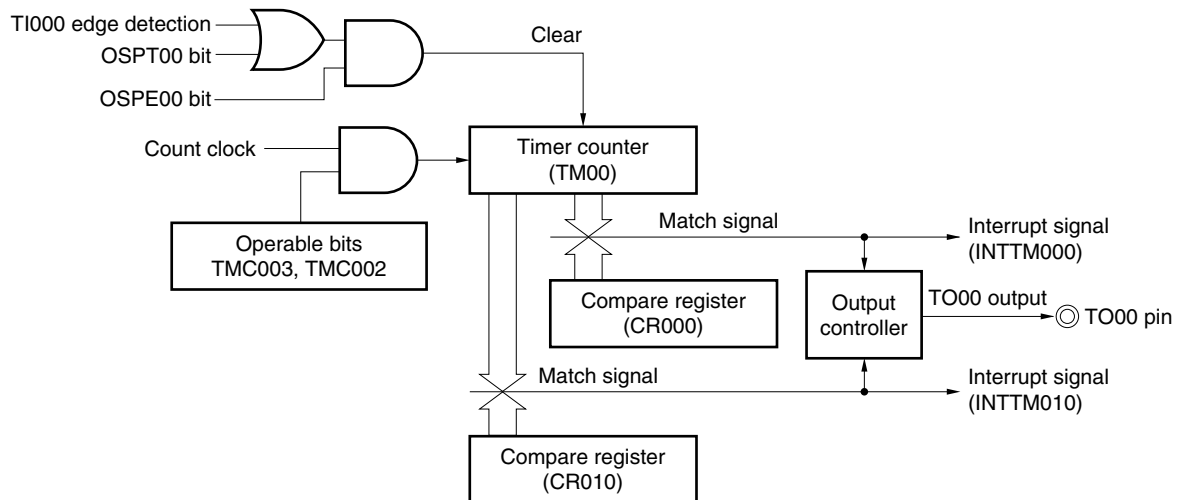 TI000 edge detection
OSPT00 bit
OSPE00 bit
Clear
Count clock
Timer counter
(TM00)
Operable bits
TMC003, TMC002
Match signal
Interrupt signal
(INTTM000)
Compare register
(CR000)
Output
controller
TO00 output
TO00 pin
Match signal
Interrupt signal
(INTTM010)
Compare register
(CR010)